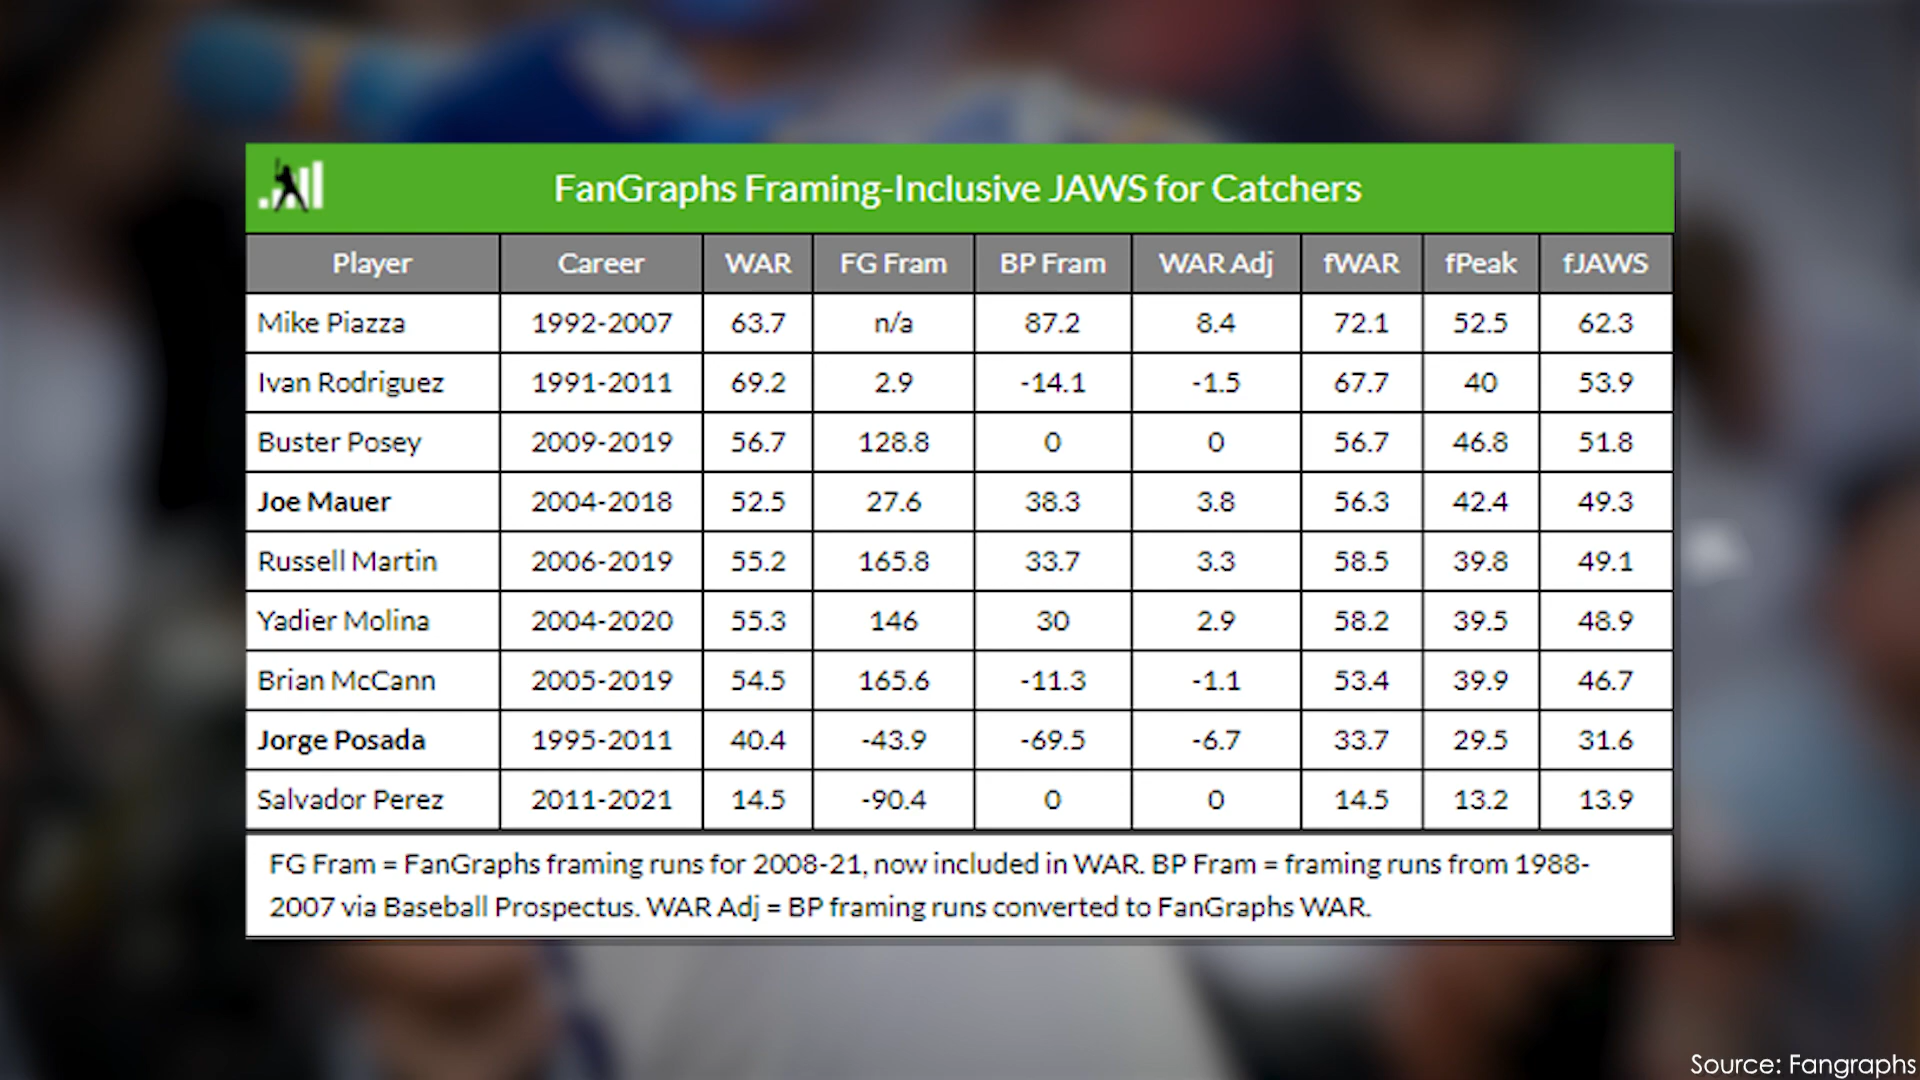 FanGraphs Framing-Inclusive JAWS for Catchers
Player Career WAR FG Fram BP Fram WAR Adj fWAR fPeak fJAWS
Mike Piazza 1992-2007 63.7 n/a 87.2 8.4 72.1 52.5 62.3
Ivan Rodriguez 1991-2011 69.2 2.9 -14.1 -1.5 67.7 40 53.9
Buster Posey 2009-2019 56.7 128.8 0 0 56.7 46.8 51.8
Joe Mauer 2004-2018 52.5 27.6 38.3 3.8 56.3 42.4 49.3
Russell Martin 2006-2019 55.2 165.8 33.7 3.3 58.5 39.8 49.1
Yadier Molina 2004-2020 55.3 146 30 2.9 58.2 39.5 48.9
Brian McCann 2005-2019 54.5 165.6 -11.3 -1.1 53.4 39.9 46.7
Jorge Posada 1995-2011 40.4 -43.9 -69.5 -6.7 33.7 29.5 31.6
Salvador Perez 2011-2021 14.5 -90.4 0 0 14.5 13.2 13.9
FG Fram = FanGraphs framing runs for 2008-21, now included in WAR. BP Fram = framing runs from 1988-
2007 via Baseball Prospectus. WAR Adj = BP framing runs converted to FanGraphs WAR.
Source: Fangraphs